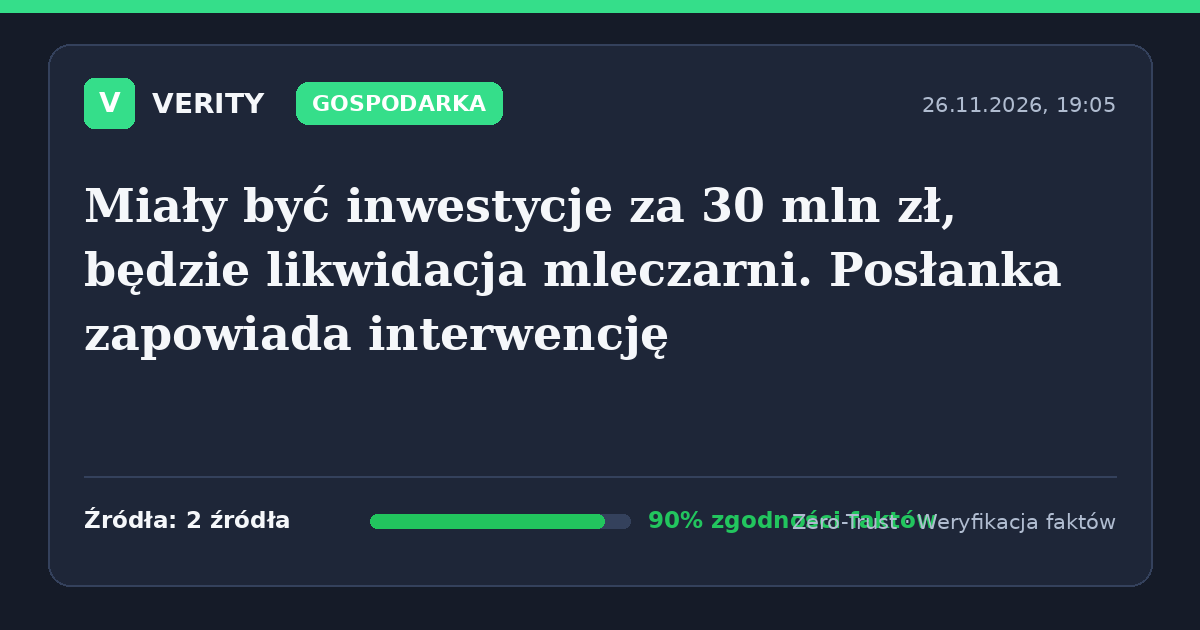 V VERITY GOSPODARKA 26.11.2026, 19:05
Miały być inwestycje za 30 mln zł,
będzie likwidacja mleczarni. Posłanka
zapowiada interwencję
Źródła: 2 źródła 90% zgodności faktów Zero-Trust · Weryfikacja faktów